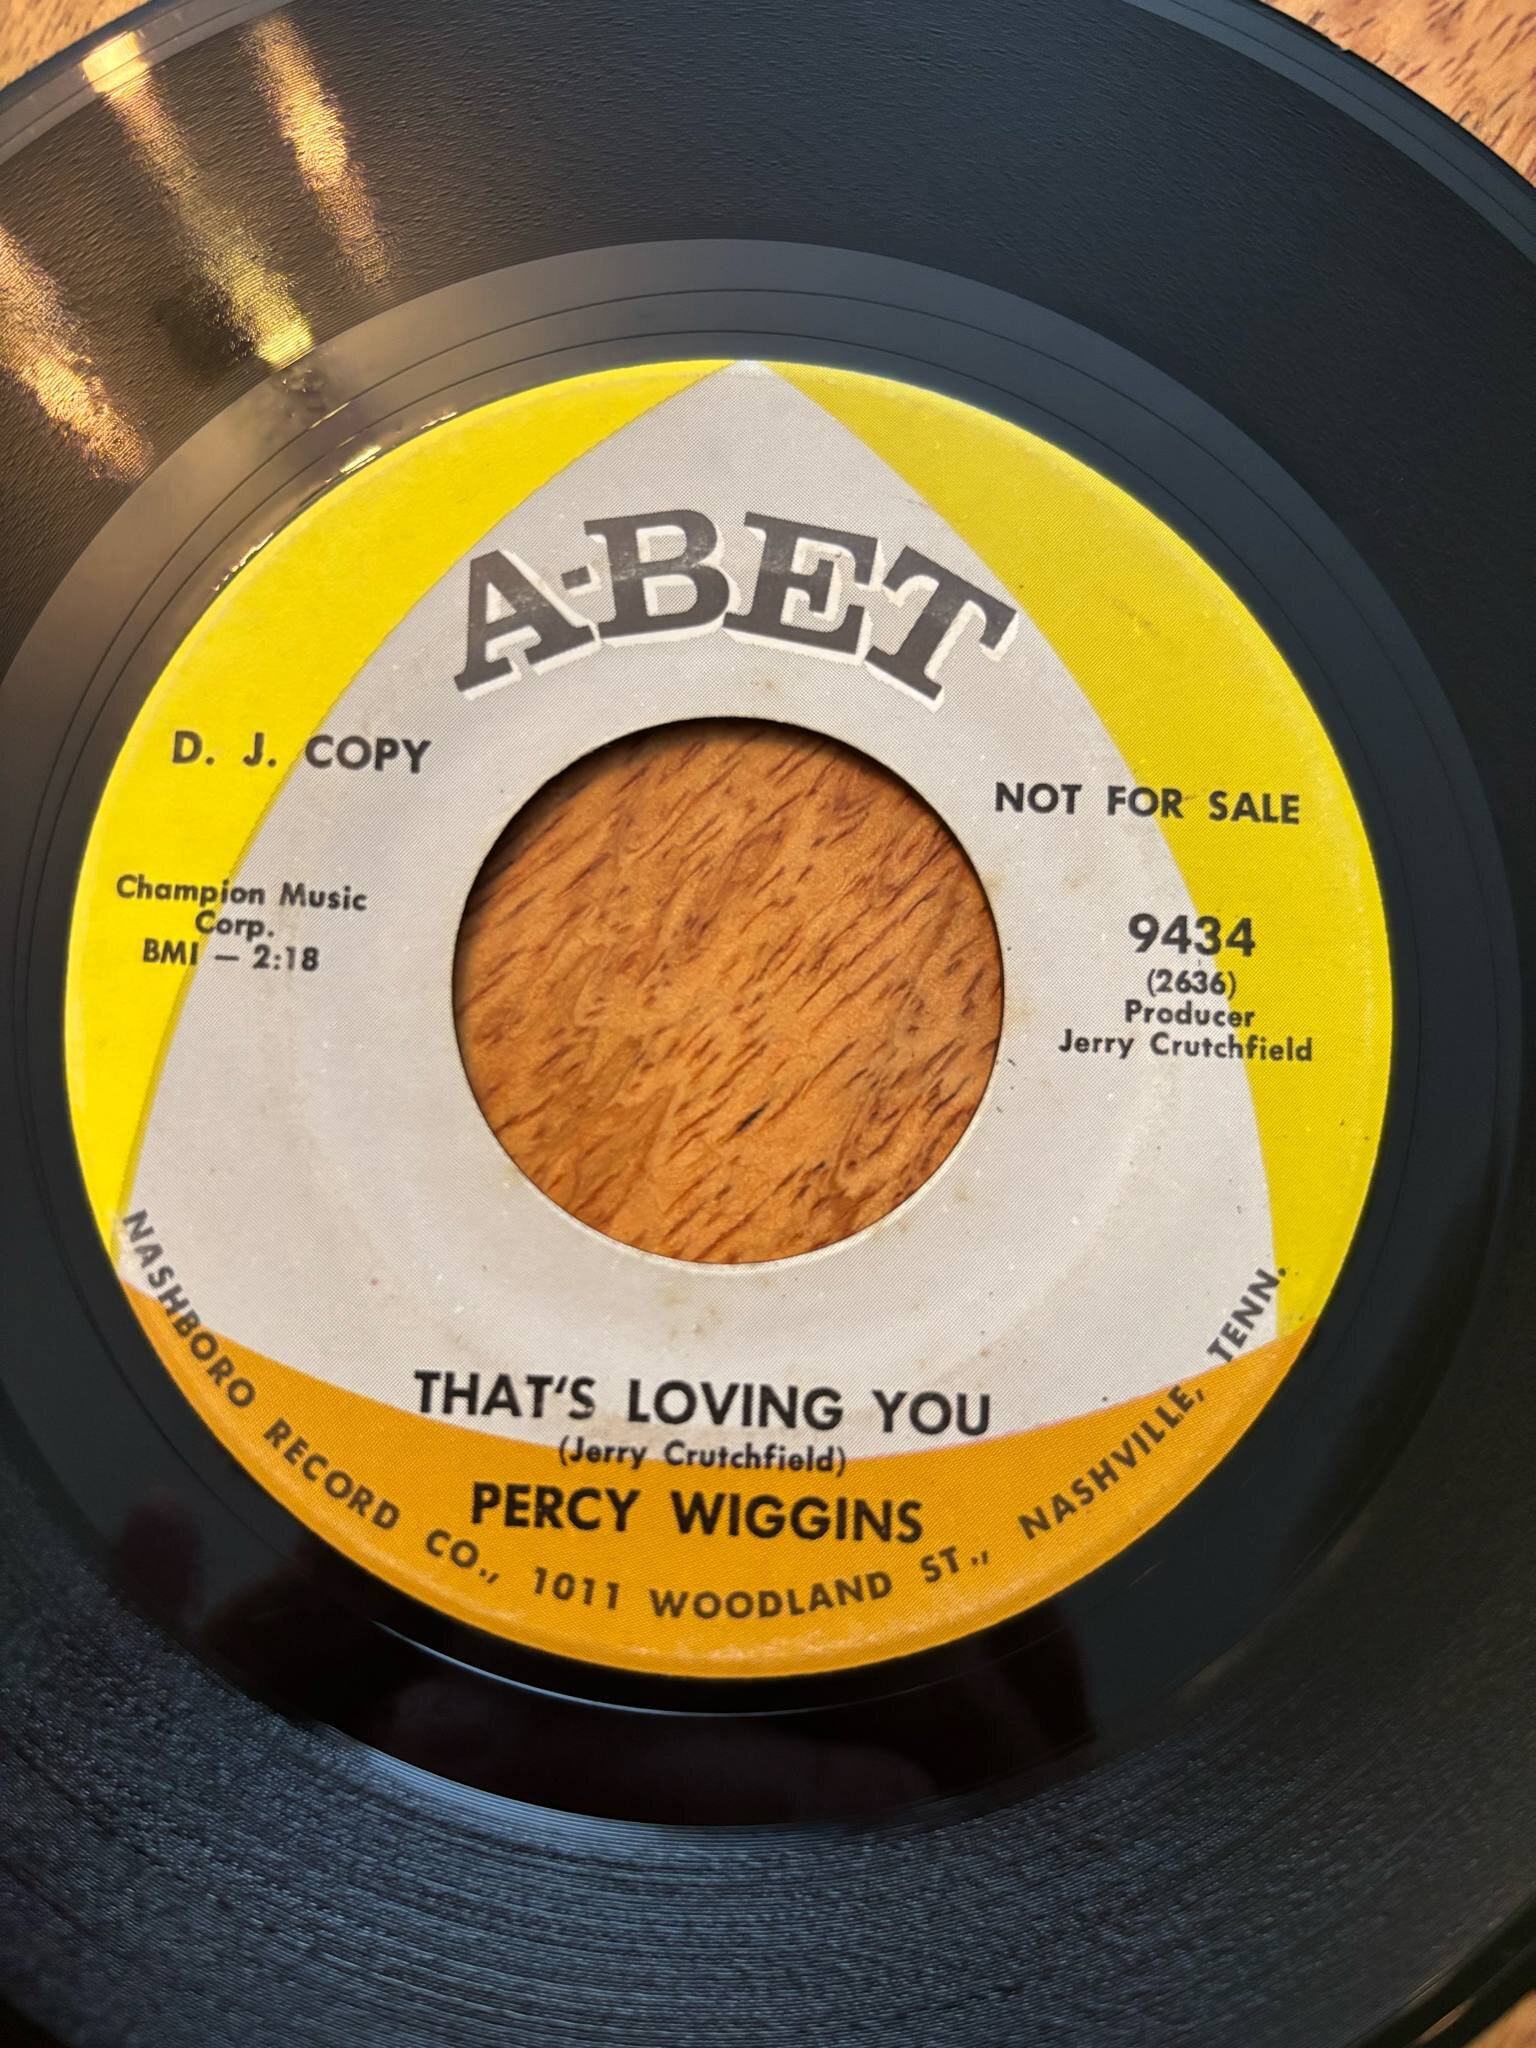 A-BET
D. J. COPY
NOT FOR SALE
Champion Music
Corp.
BMI — 2:18
9434
(2636)
Producer
Jerry Crutchfield
THAT'S LOVING YOU
(Jerry Crutchfield)
PERCY WIGGINS
NASHBORO RECORD CO., 1011 WOODLAND ST., NASHVILLE, TENN.